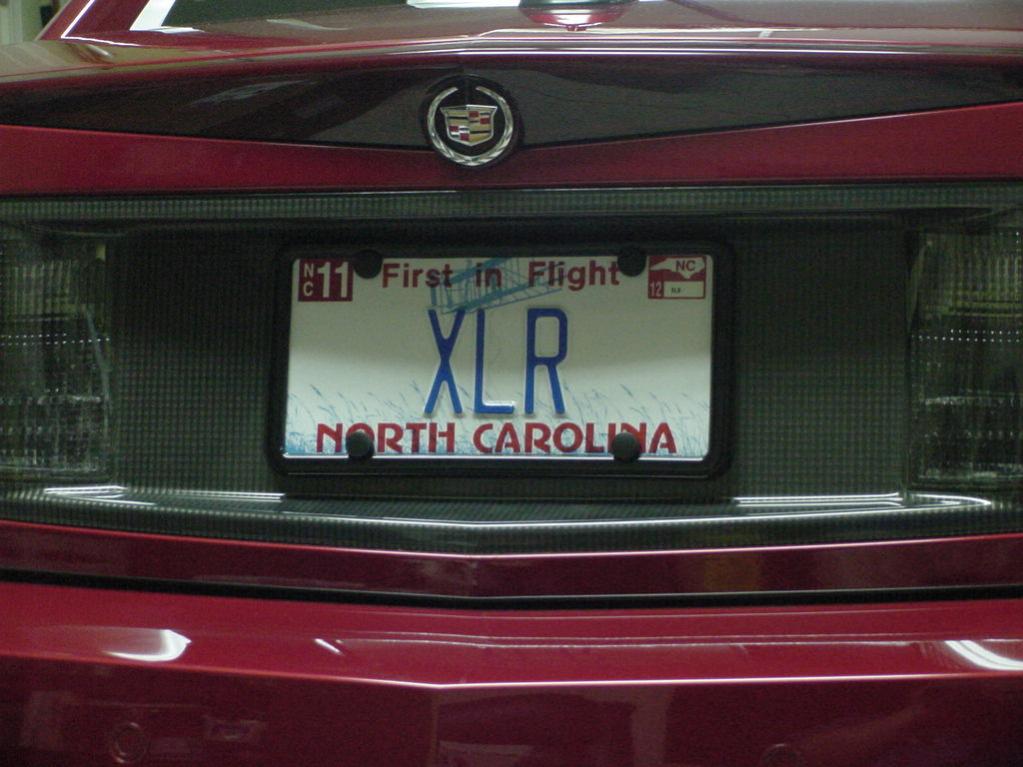 NC 11 First in Flight NC
12
XLR
NORTH CAROLINA